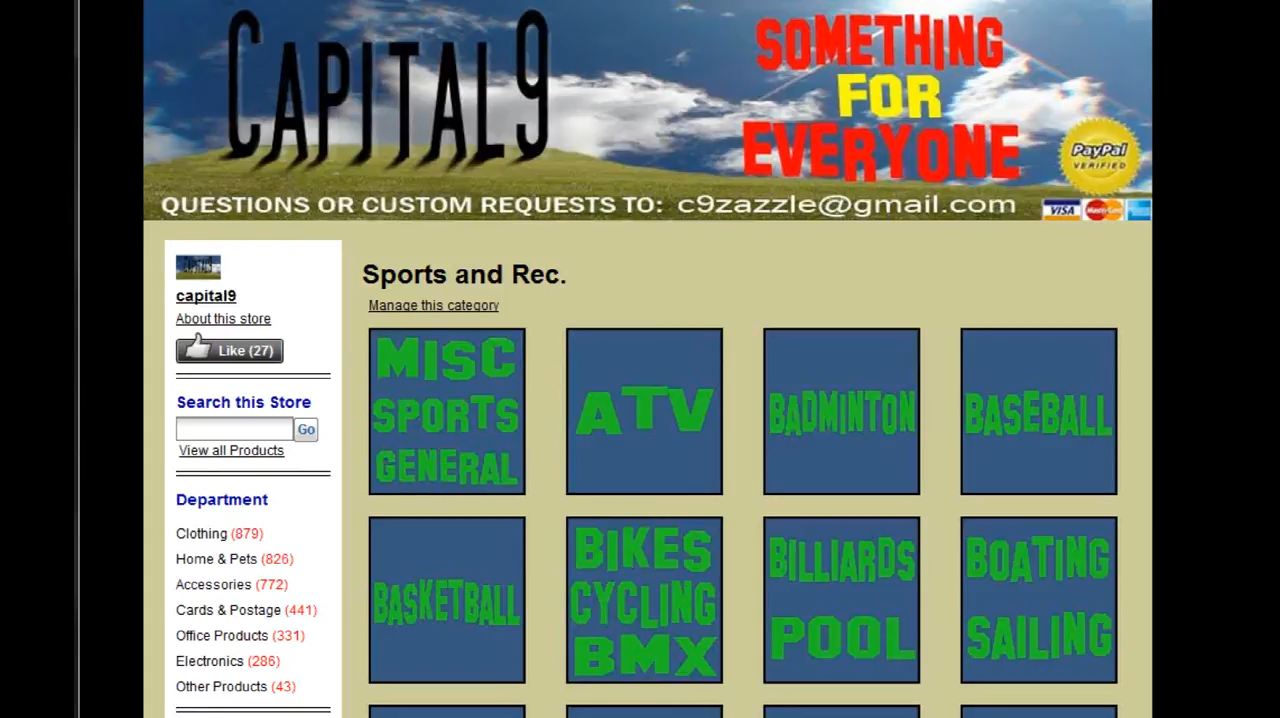 CAPITAL9
SOMETHING
FOR
EVERYONE
PayPal
VERIFIED
QUESTIONS OR CUSTOM REQUESTS TO: c9zazzle@gmail.com
VISA MasterCard
capital9
About this store
Like (27)
Search this Store
Go
View all Products
Department
Clothing (879)
Home & Pets (826)
Accessories (772)
Cards & Postage (441)
Office Products (331)
Electronics (286)
Other Products (43)
Sports and Rec.
Manage this category
MISC
SPORTS
GENERAL
ATV
BADMINTON
BASEBALL
BASKETBALL
BIKES
CYCLING
BMX
BILLIARDS
POOL
BOATING
SAILING